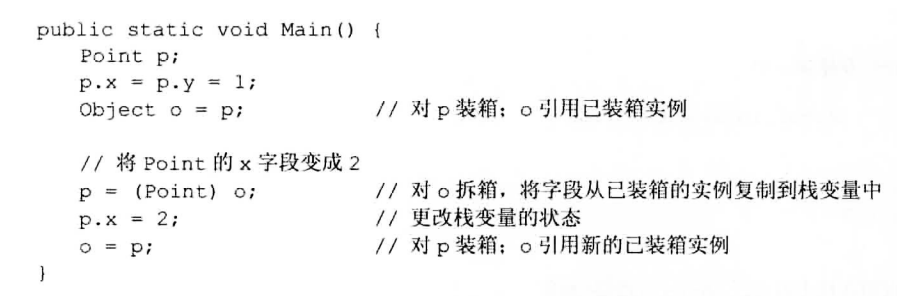 public static void Main() {
    Point p;
    p.x = p.y = 1;
    Object o = p;              // 对 p 装箱；o 引用已装箱实例

    // 将 Point 的 x 字段变成 2
    p = (Point) o;             // 对 o 拆箱，将字段从已装箱的实例复制到栈变量中
    p.x = 2;                   // 更改栈变量的状态
    o = p;                     // 对 p 装箱；o 引用新的已装箱实例
}